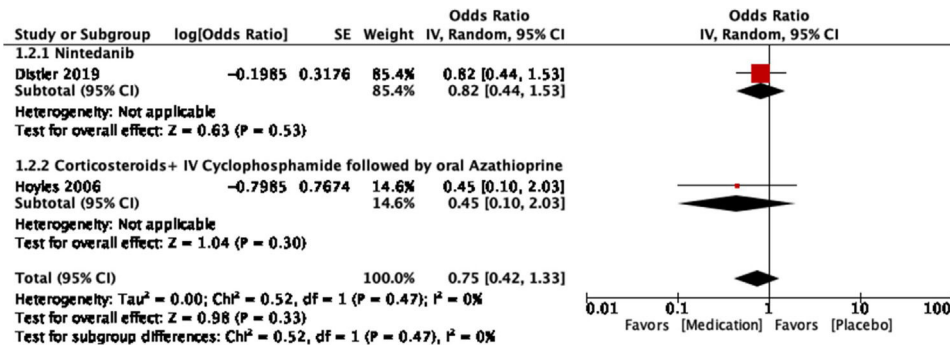 Odds Ratio Odds Ratio
Study or Subgroup log[Odds Ratio] SE Weight IV, Random, 95% CI IV, Random, 95% CI
1.2.1 Nintedanib
Distler 2019 −0.1985 0.3176 85.4% 0.82 [0.44, 1.53]
Subtotal (95% CI) 85.4% 0.82 [0.44, 1.53]
Heterogeneity: Not applicable
Test for overall effect: Z = 0.63 (P = 0.53)
1.2.2 Corticosteroids+ IV Cyclophosphamide followed by oral Azathioprine
Hoyles 2006 −0.7985 0.7674 14.6% 0.45 [0.10, 2.03]
Subtotal (95% CI) 14.6% 0.45 [0.10, 2.03]
Heterogeneity: Not applicable
Test for overall effect: Z = 1.04 (P = 0.30)
Total (95% CI) 100.0% 0.75 [0.42, 1.33]
Heterogeneity: Tau² = 0.00; Chi² = 0.52, df = 1 (P = 0.47); I² = 0%
Test for overall effect: Z = 0.98 (P = 0.33)
Test for subgroup differences: Chi² = 0.52, df = 1 (P = 0.47), I² = 0%
0.01 0.1 1 10 100
Favors [Medication] Favors [Placebo]